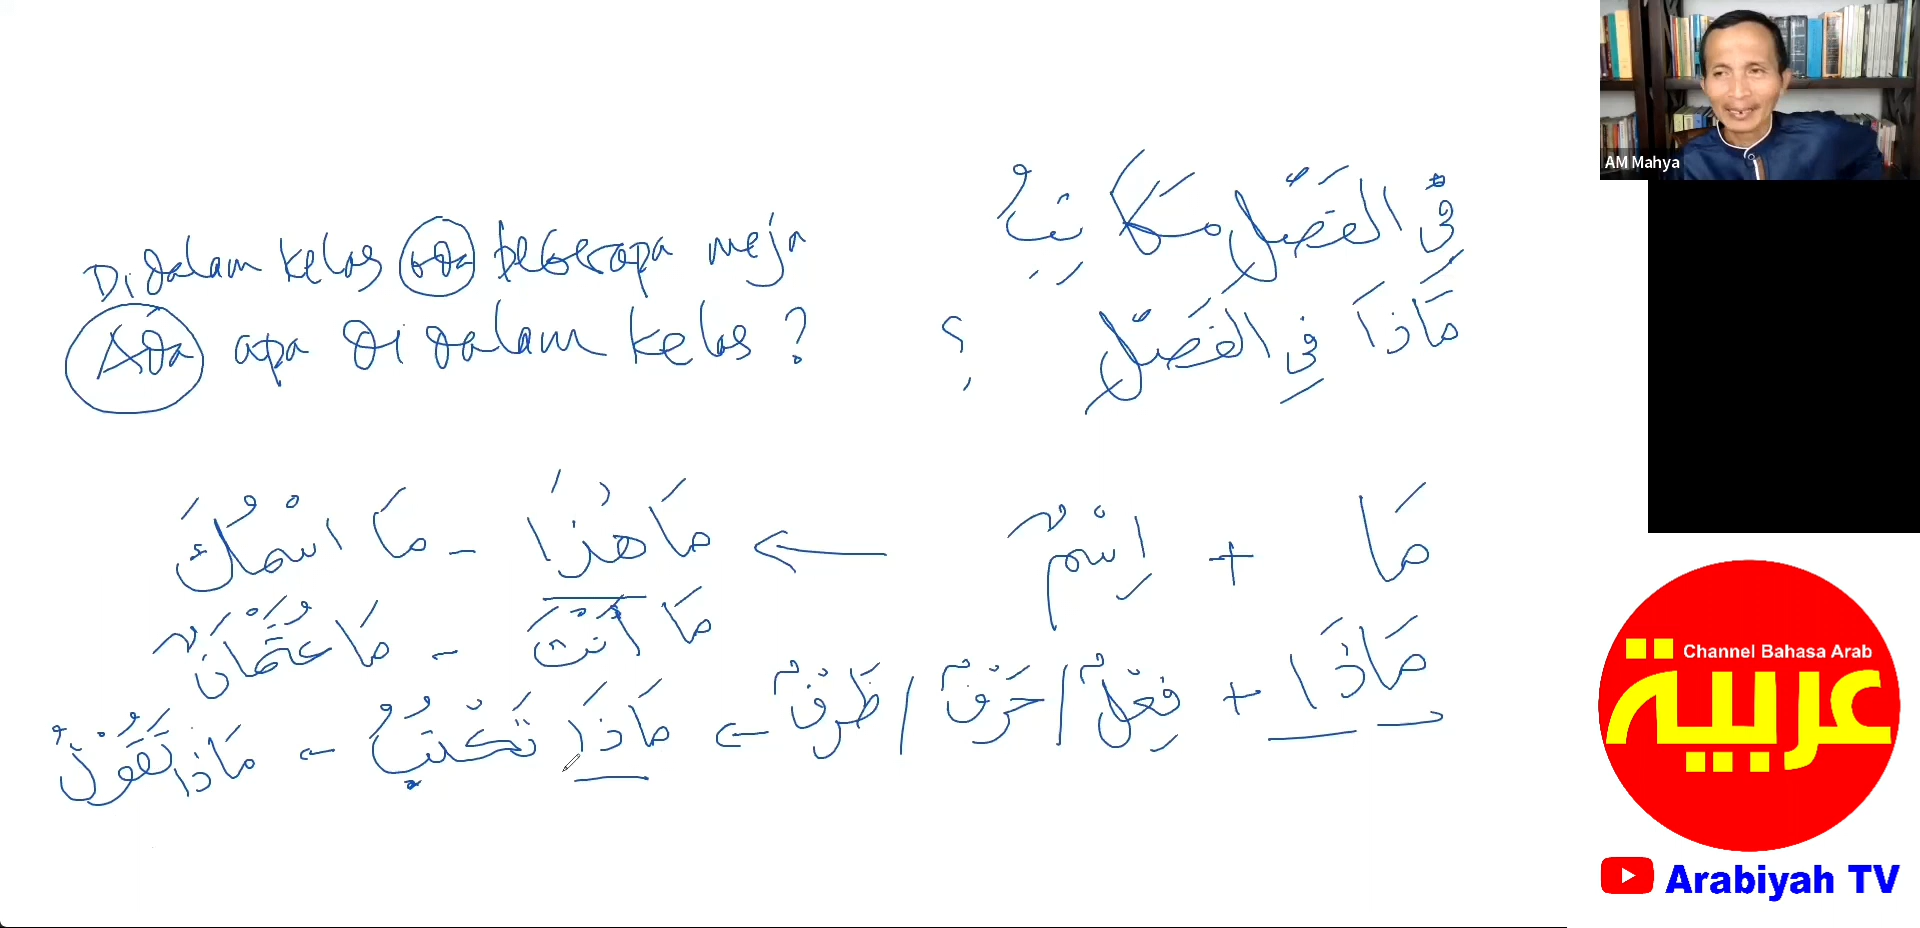 Di dalam kelas ada beberapa meja
فِى الفَصْلِ مَكَاتِبُ
Ada apa di dalam kelas?
مَاذَا فِى الفَصْلِ ؟
مَا + اِسْمٌ ← مَا هٰذَا - مَا اسْمُكَ
مَا أَنْتَ - مَا عُثْمَانُ
مَاذَا + فِعْلٌ / حَرْفٌ / ظَرْفٌ ← مَاذَا تَكْتُبُ - مَاذَا تَقُوْلُ
AM Mahya
Channel Bahasa Arab
عربية
Arabiyah TV